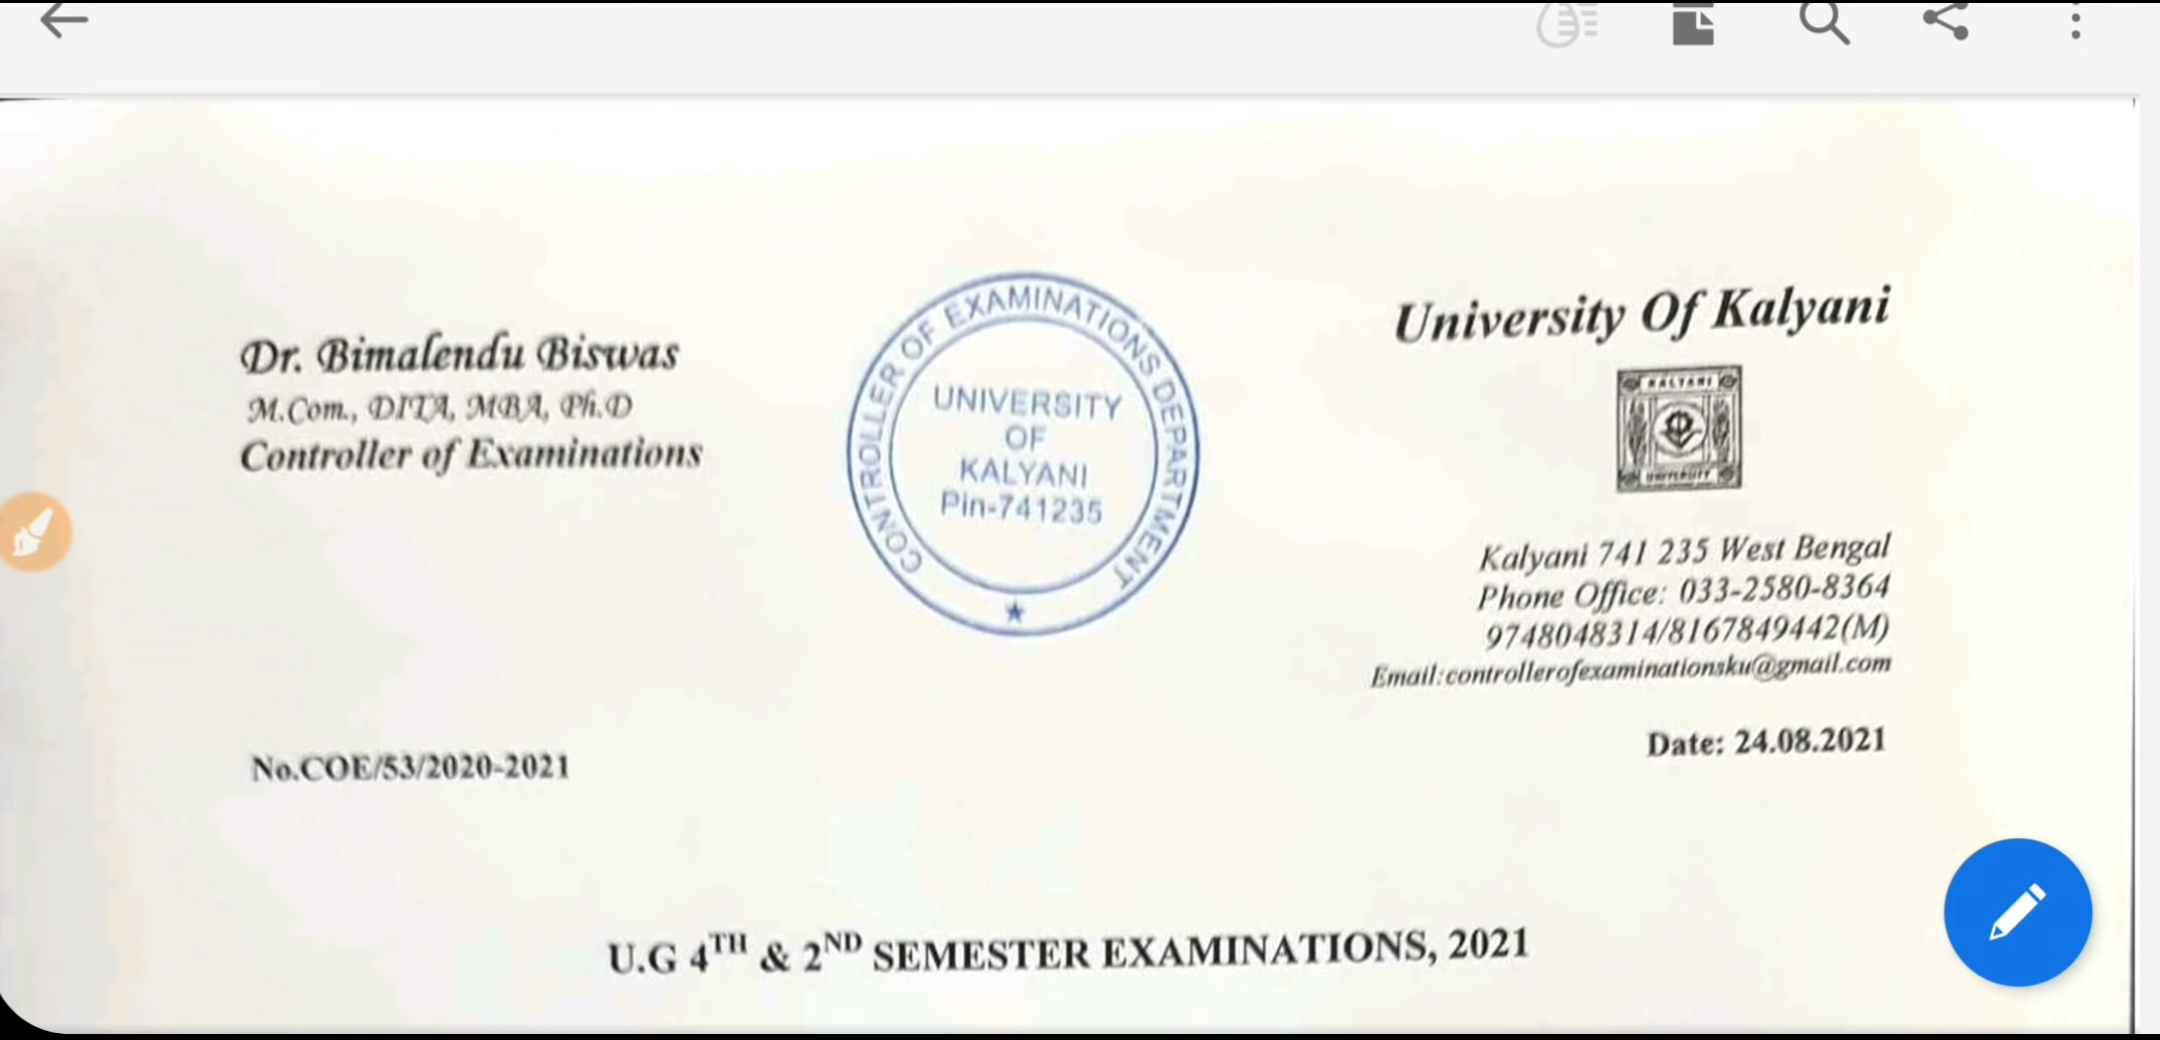 Dr. Bimalendu Biswas
M.Com., DITA, MBA, Ph.D
Controller of Examinations
CONTROLLER OF EXAMINATIONS DEPARTMENT
UNIVERSITY
OF
KALYANI
Pin-741235
University Of Kalyani
KALYANI
UNIVERSITY
Kalyani 741 235 West Bengal
Phone Office: 033-2580-8364
9748048314/8167849442(M)
Email:controllerofexaminationsku@gmail.com
No.COE/53/2020-2021
Date: 24.08.2021
U.G 4TH & 2ND SEMESTER EXAMINATIONS, 2021